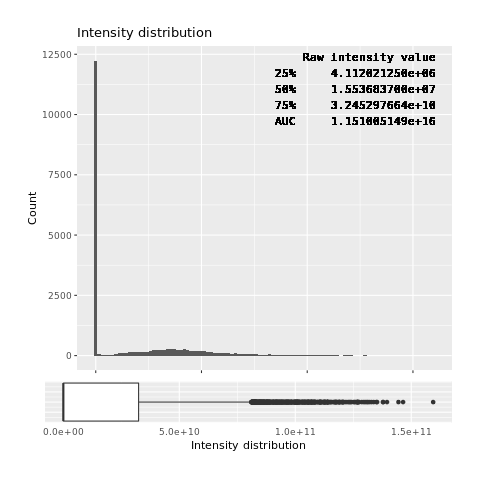 Intensity distribution
Raw intensity value
25% 4.112021250e+06
50% 1.553683700e+07
75% 3.245297664e+10
AUC 1.151005149e+16
12500
10000
7500
5000
2500
0
Count
0.0e+00 5.0e+10 1.0e+11 1.5e+11
Intensity distribution